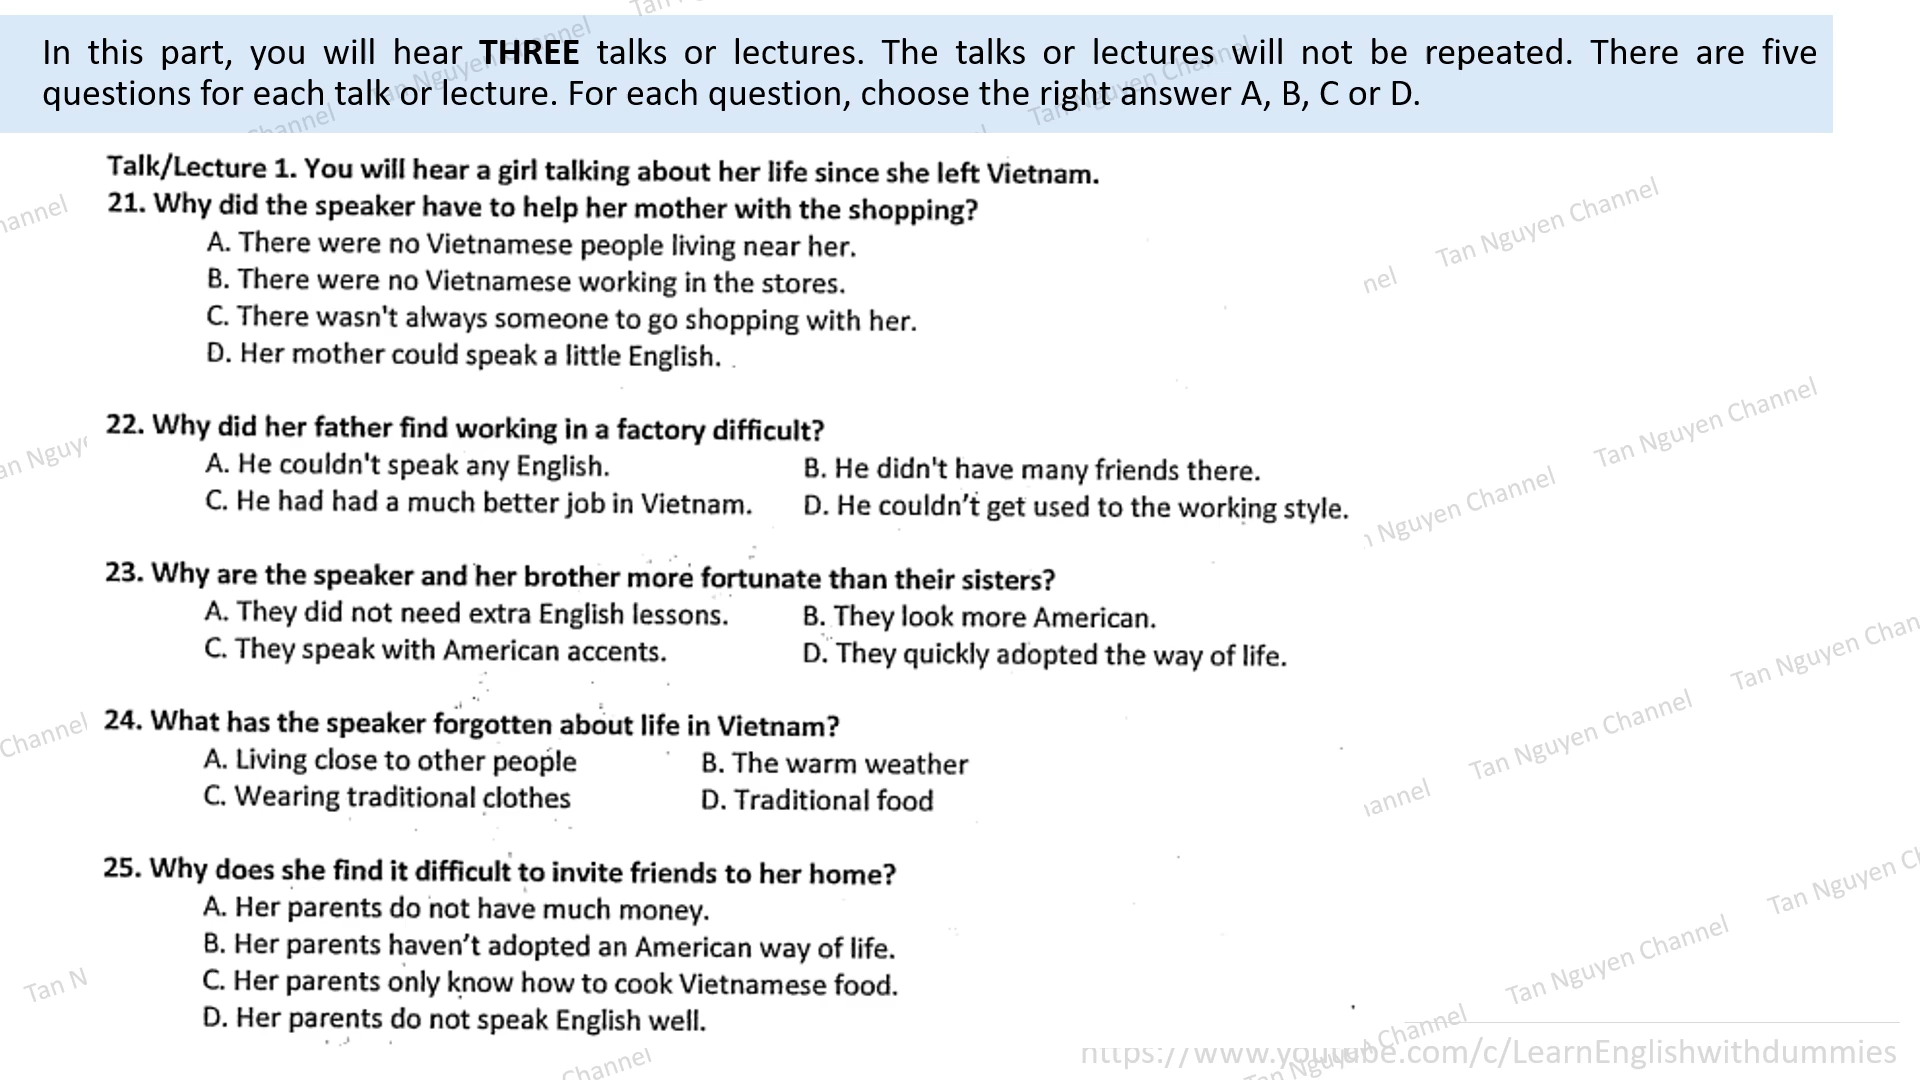 In this part, you will hear THREE talks or lectures. The talks or lectures will not be repeated. There are five
questions for each talk or lecture. For each question, choose the right answer A, B, C or D.
Talk/Lecture 1. You will hear a girl talking about her life since she left Vietnam.
21. Why did the speaker have to help her mother with the shopping?
A. There were no Vietnamese people living near her.
B. There were no Vietnamese working in the stores.
C. There wasn't always someone to go shopping with her.
D. Her mother could speak a little English.
22. Why did her father find working in a factory difficult?
A. He couldn't speak any English. B. He didn't have many friends there.
C. He had had a much better job in Vietnam. D. He couldn't get used to the working style.
23. Why are the speaker and her brother more fortunate than their sisters?
A. They did not need extra English lessons. B. They look more American.
C. They speak with American accents. D. They quickly adopted the way of life.
24. What has the speaker forgotten about life in Vietnam?
A. Living close to other people B. The warm weather
C. Wearing traditional clothes D. Traditional food
25. Why does she find it difficult to invite friends to her home?
A. Her parents do not have much money.
B. Her parents haven't adopted an American way of life.
C. Her parents only know how to cook Vietnamese food.
D. Her parents do not speak English well.
https://www.youtube.com/c/LearnEnglishwithdummies
Tan Nguyen Channel
Tan Nguyen Channel
Tan Nguyen Channel
Tan Nguyen Channel
Tan Nguyen Channel
Tan Nguyen Channel